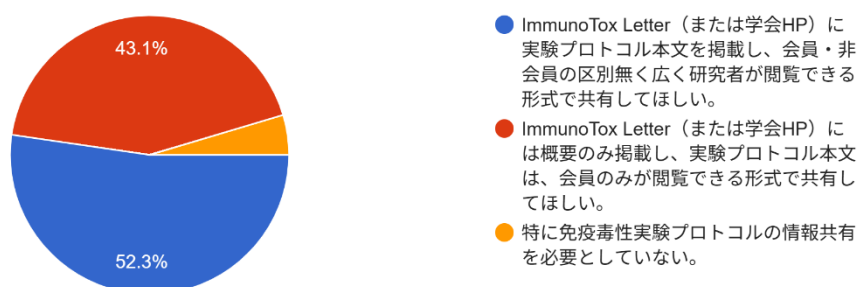 43.1%
52.3%
ImmunoTox Letter（または学会HP）に
実験プロトコル本文を掲載し、会員・非
会員の区別無く広く研究者が閲覧できる
形式で共有してほしい。
ImmunoTox Letter（または学会HP）に
は概要のみ掲載し、実験プロトコル本文
は、会員のみが閲覧できる形式で共有し
てほしい。
特に免疫毒性実験プロトコルの情報共有
を必要としていない。